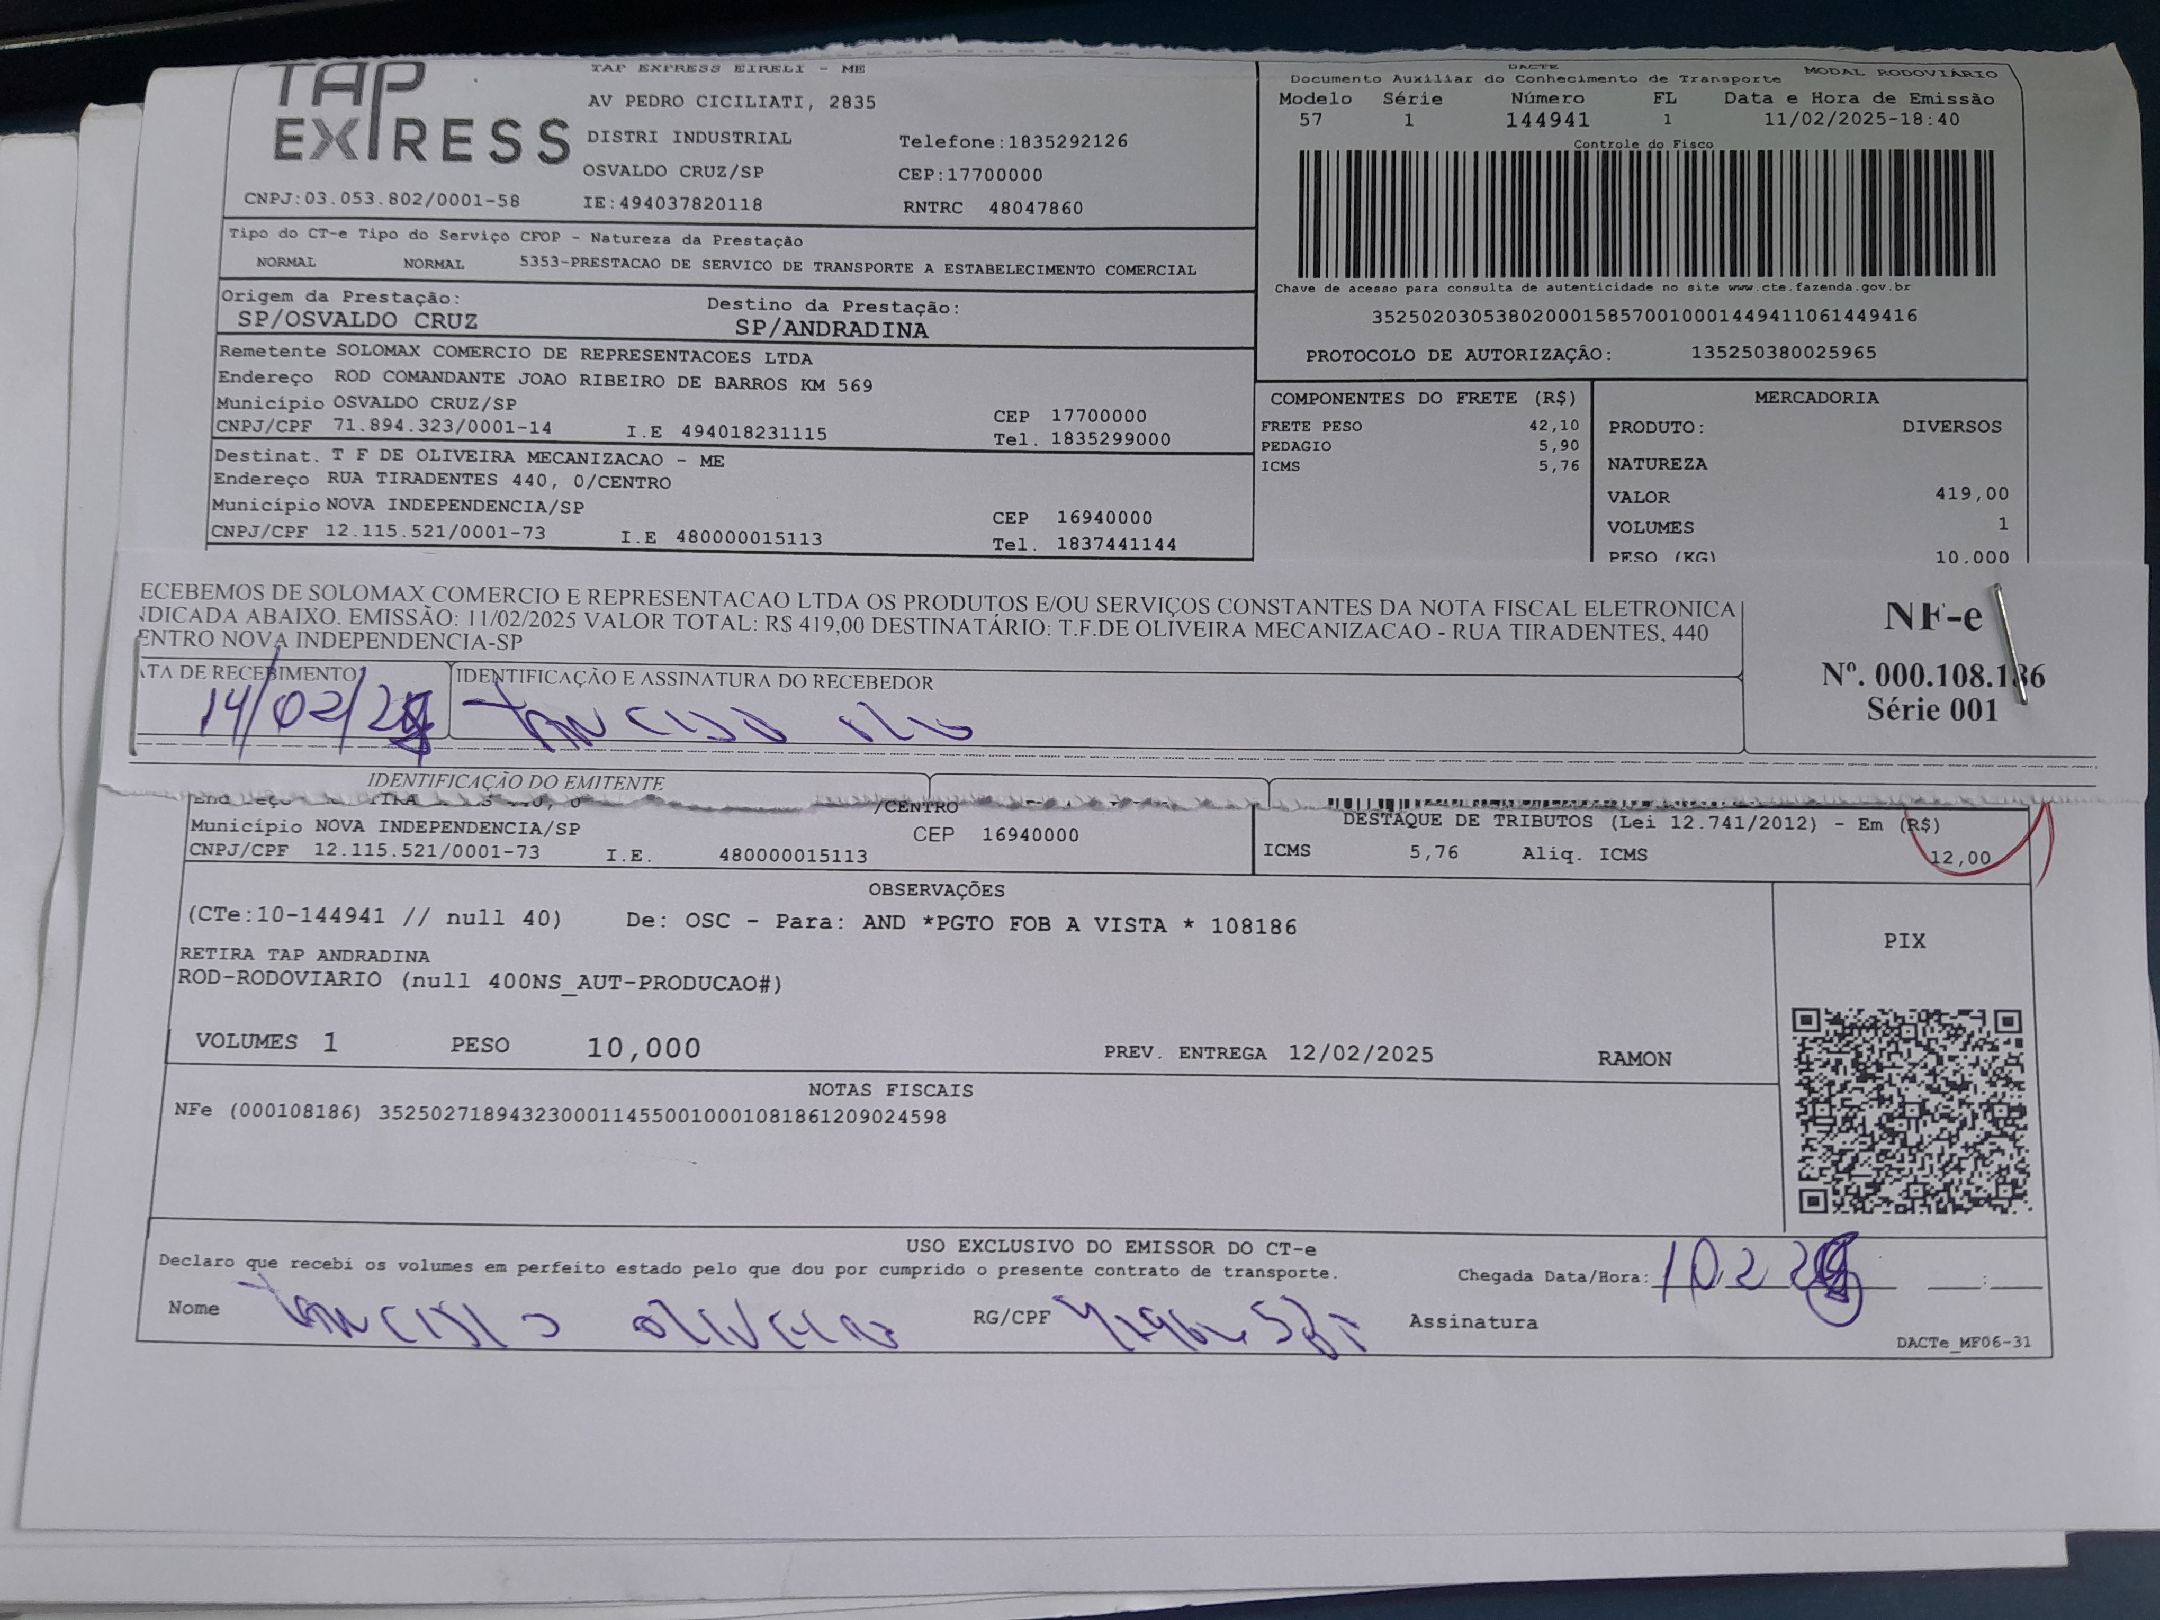 TAP EXPRESS
TAP EXPRESS EIRELI - ME
AV PEDRO CICILIATI, 2835
DISTRI INDUSTRIAL Telefone:1835292126
OSVALDO CRUZ/SP CEP:17700000
CNPJ:03.053.802/0001-58 IE:494037820118 RNTRC 48047860
DACTE
Documento Auxiliar do Conhecimento de Transporte MODAL RODOVIÁRIO
Modelo Série Número FL Data e Hora de Emissão
57 1 144941 1 11/02/2025-18:40
Controle do Fisco
Chave de acesso para consulta de autenticidade no site www.cte.fazenda.gov.br
35250203053802000158570010001449411061449416
PROTOCOLO DE AUTORIZAÇÃO: 135250380025965
Tipo do CT-e Tipo do Serviço CFOP - Natureza da Prestação
NORMAL NORMAL 5353-PRESTACAO DE SERVICO DE TRANSPORTE A ESTABELECIMENTO COMERCIAL
Origem da Prestação: Destino da Prestação:
SP/OSVALDO CRUZ SP/ANDRADINA
Remetente SOLOMAX COMERCIO DE REPRESENTACOES LTDA
Endereço ROD COMANDANTE JOAO RIBEIRO DE BARROS KM 569
Município OSVALDO CRUZ/SP CEP 17700000
CNPJ/CPF 71.894.323/0001-14 I.E 494018231115 Tel. 1835299000
Destinat. T F DE OLIVEIRA MECANIZACAO - ME
Endereço RUA TIRADENTES 440, 0/CENTRO
Município NOVA INDEPENDENCIA/SP CEP 16940000
CNPJ/CPF 12.115.521/0001-73 I.E 480000015113 Tel. 1837441144
COMPONENTES DO FRETE (R$)
FRETE PESO 42,10
PEDAGIO 5,90
ICMS 5,76
MERCADORIA
PRODUTO: DIVERSOS
NATUREZA
VALOR 419,00
VOLUMES 1
PESO (KG) 10,000
ECEBEMOS DE SOLOMAX COMERCIO E REPRESENTACAO LTDA OS PRODUTOS E/OU SERVIÇOS CONSTANTES DA NOTA FISCAL ELETRONICA
NDICADA ABAIXO. EMISSÃO: 11/02/2025 VALOR TOTAL: R$ 419,00 DESTINATÁRIO: T.F.DE OLIVEIRA MECANIZACAO - RUA TIRADENTES, 440
ENTRO NOVA INDEPENDENCIA-SP
NF-e
Nº. 000.108.186
Série 001
ATA DE RECEBIMENTO IDENTIFICAÇÃO E ASSINATURA DO RECEBEDOR
14/02/
IDENTIFICAÇÃO DO EMITENTE
/CENTRO
Município NOVA INDEPENDENCIA/SP CEP 16940000
CNPJ/CPF 12.115.521/0001-73 I.E. 480000015113
DESTAQUE DE TRIBUTOS (Lei 12.741/2012) - Em (R$)
ICMS 5,76 Aliq. ICMS 12,00
OBSERVAÇÕES
(CTe:10-144941 // null 40) De: OSC - Para: AND *PGTO FOB A VISTA * 108186
RETIRA TAP ANDRADINA
ROD-RODOVIARIO (null 400NS_AUT-PRODUCAO#)
PIX
VOLUMES 1 PESO 10,000 PREV. ENTREGA 12/02/2025 RAMON
NOTAS FISCAIS
NFe (000108186) 35250271894323000114550010001081861209024598
USO EXCLUSIVO DO EMISSOR DO CT-e
Declaro que recebi os volumes em perfeito estado pelo que dou por cumprido o presente contrato de transporte.
Chegada Data/Hora:
Nome RG/CPF Assinatura
DACTe_MF06-31